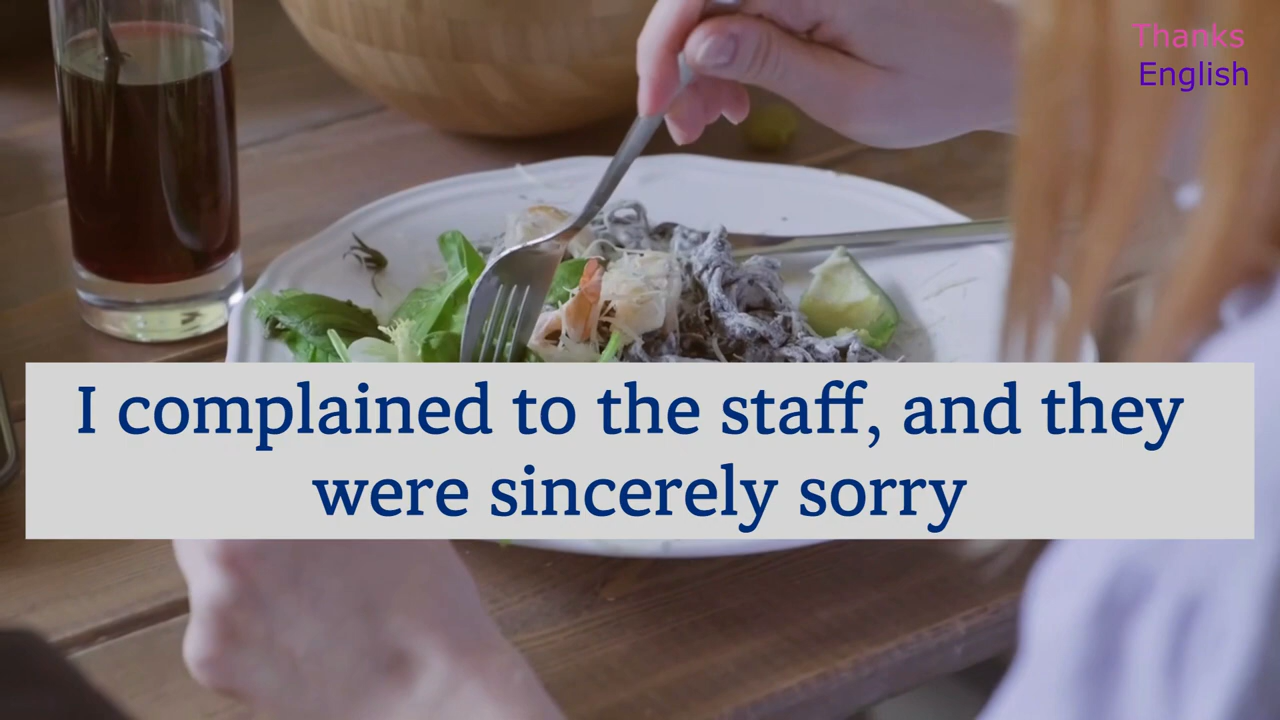 Thanks
English
I complained to the staff, and they
were sincerely sorry